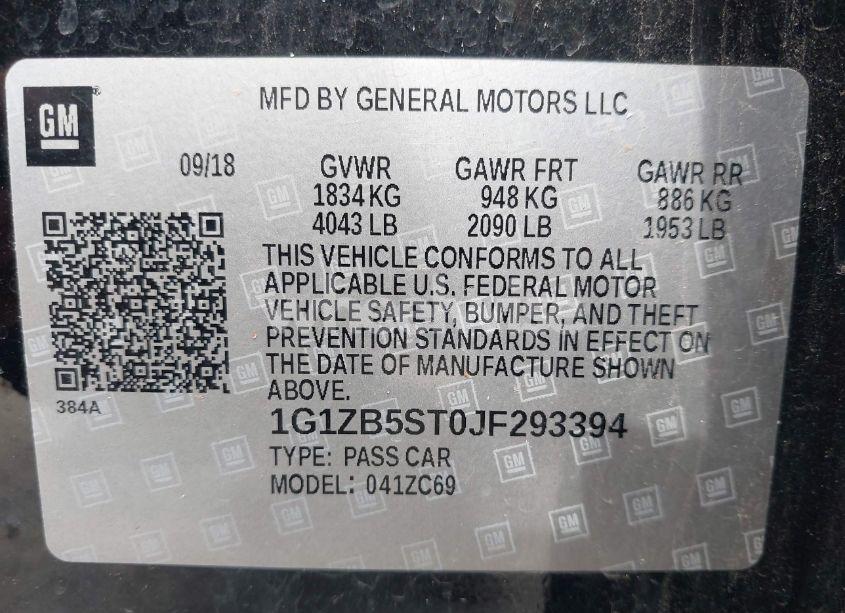 GM
MFD BY GENERAL MOTORS LLC
09/18 GVWR GAWR FRT GAWR RR
1834 KG 948 KG 886 KG
4043 LB 2090 LB 1953 LB
THIS VEHICLE CONFORMS TO ALL
APPLICABLE U.S. FEDERAL MOTOR
VEHICLE SAFETY, BUMPER, AND THEFT
PREVENTION STANDARDS IN EFFECT ON
THE DATE OF MANUFACTURE SHOWN
ABOVE.
384A
1G1ZB5ST0JF293394
TYPE: PASS CAR
MODEL: 041ZC69